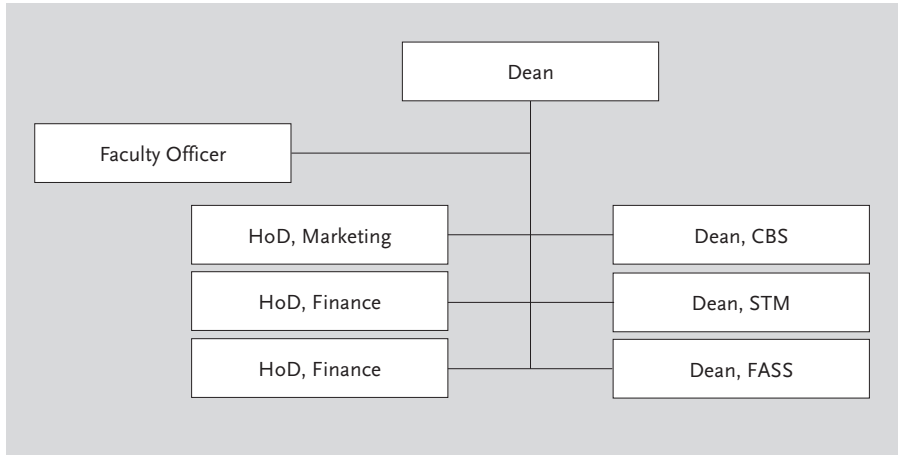 Dean
Faculty Officer
HoD, Marketing
Dean, CBS
HoD, Finance
Dean, STM
HoD, Finance
Dean, FASS